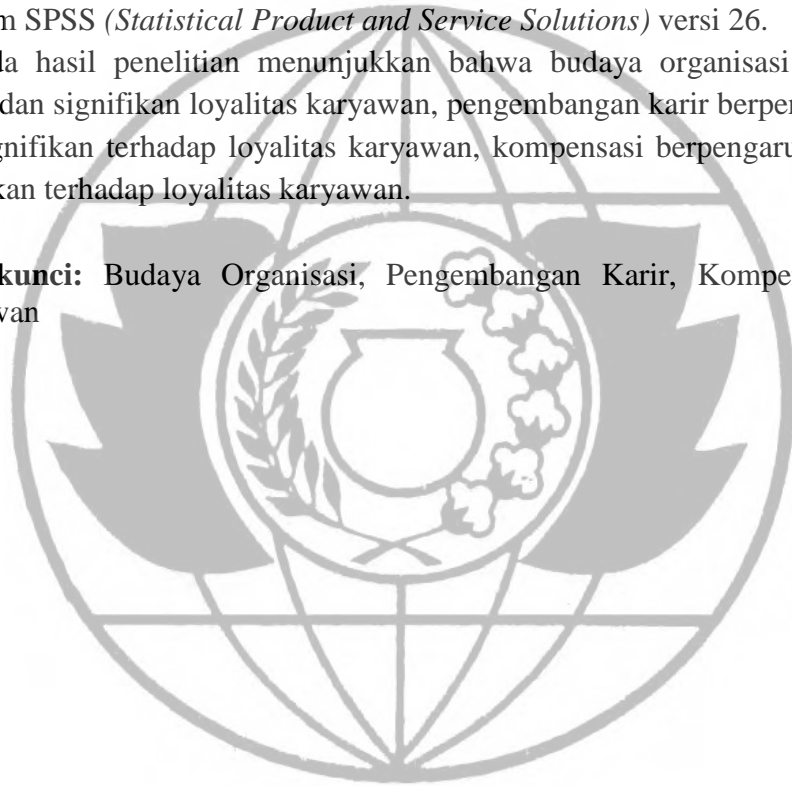 m SPSS (Statistical Product and Service Solutions) versi 26.
da hasil penelitian menunjukkan bahwa budaya organisasi
dan signifikan loyalitas karyawan, pengembangan karir berpen
gnifikan terhadap loyalitas karyawan, kompensasi berpengaru
kan terhadap loyalitas karyawan.
kunci: Budaya Organisasi, Pengembangan Karir, Kompe
wan